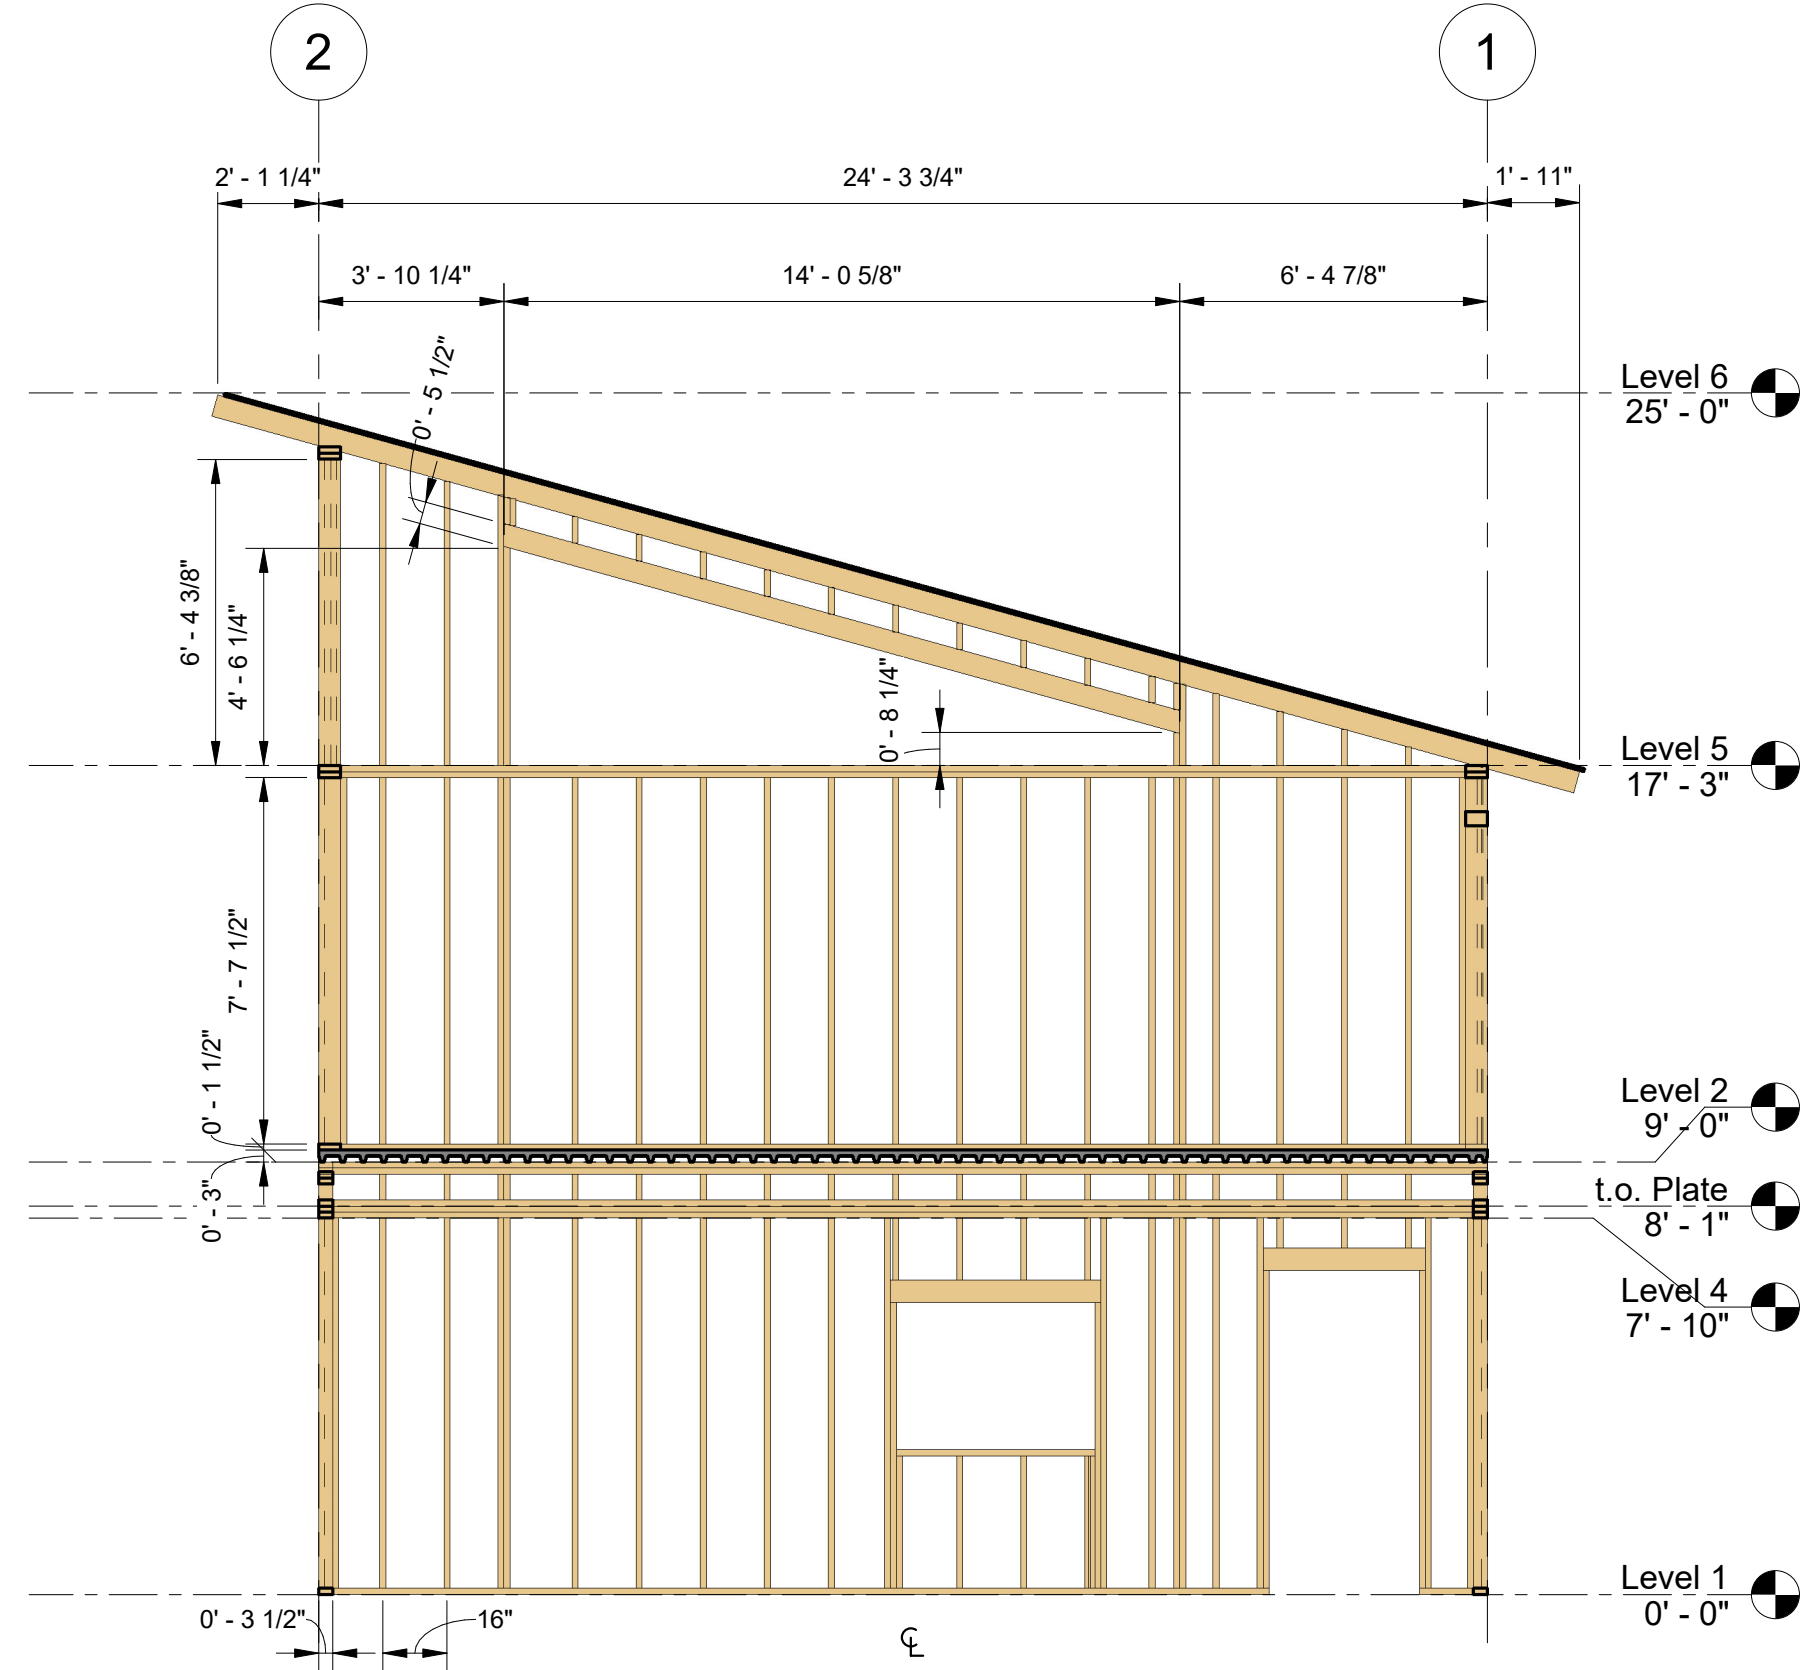 2
1
2' - 1 1/4"
24' - 3 3/4"
1' - 11"
3' - 10 1/4"
14' - 0 5/8"
6' - 4 7/8"
0' - 5 1/2"
Level 6
25' - 0"
6' - 4 3/8"
4' - 6 1/4"
0' - 8 1/4"
Level 5
17' - 3"
7' - 7 1/2"
0' - 1 1/2"
Level 2
9' - 0"
0' - 3"
t.o. Plate
8' - 1"
Level 4
7' - 10"
Level 1
0' - 0"
0' - 3 1/2"
16"
℄